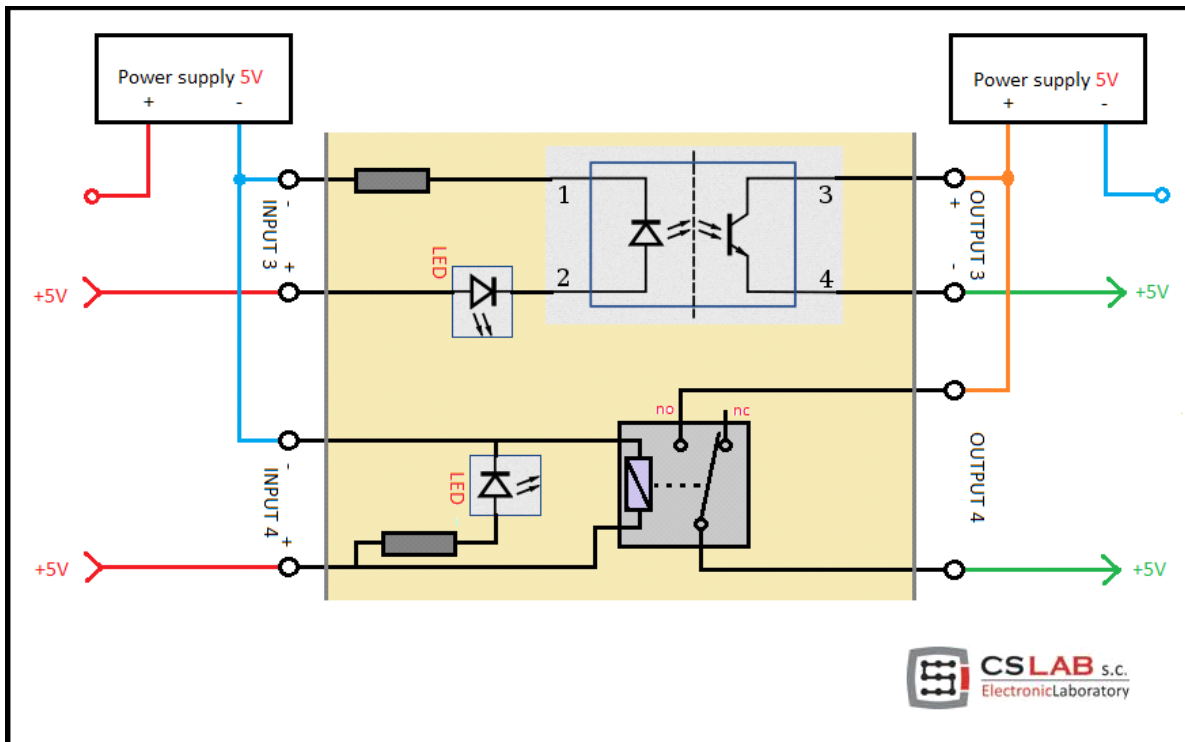 Power supply 5V
+ -
Power supply 5V
+ -
- INPUT 3 +
+5V
LED
1
2
3
4
+ OUTPUT 3 -
+5V
no nc
- INPUT 4 +
+5V
LED
OUTPUT 4
+5V
CSLAB s.c.
ElectronicLaboratory